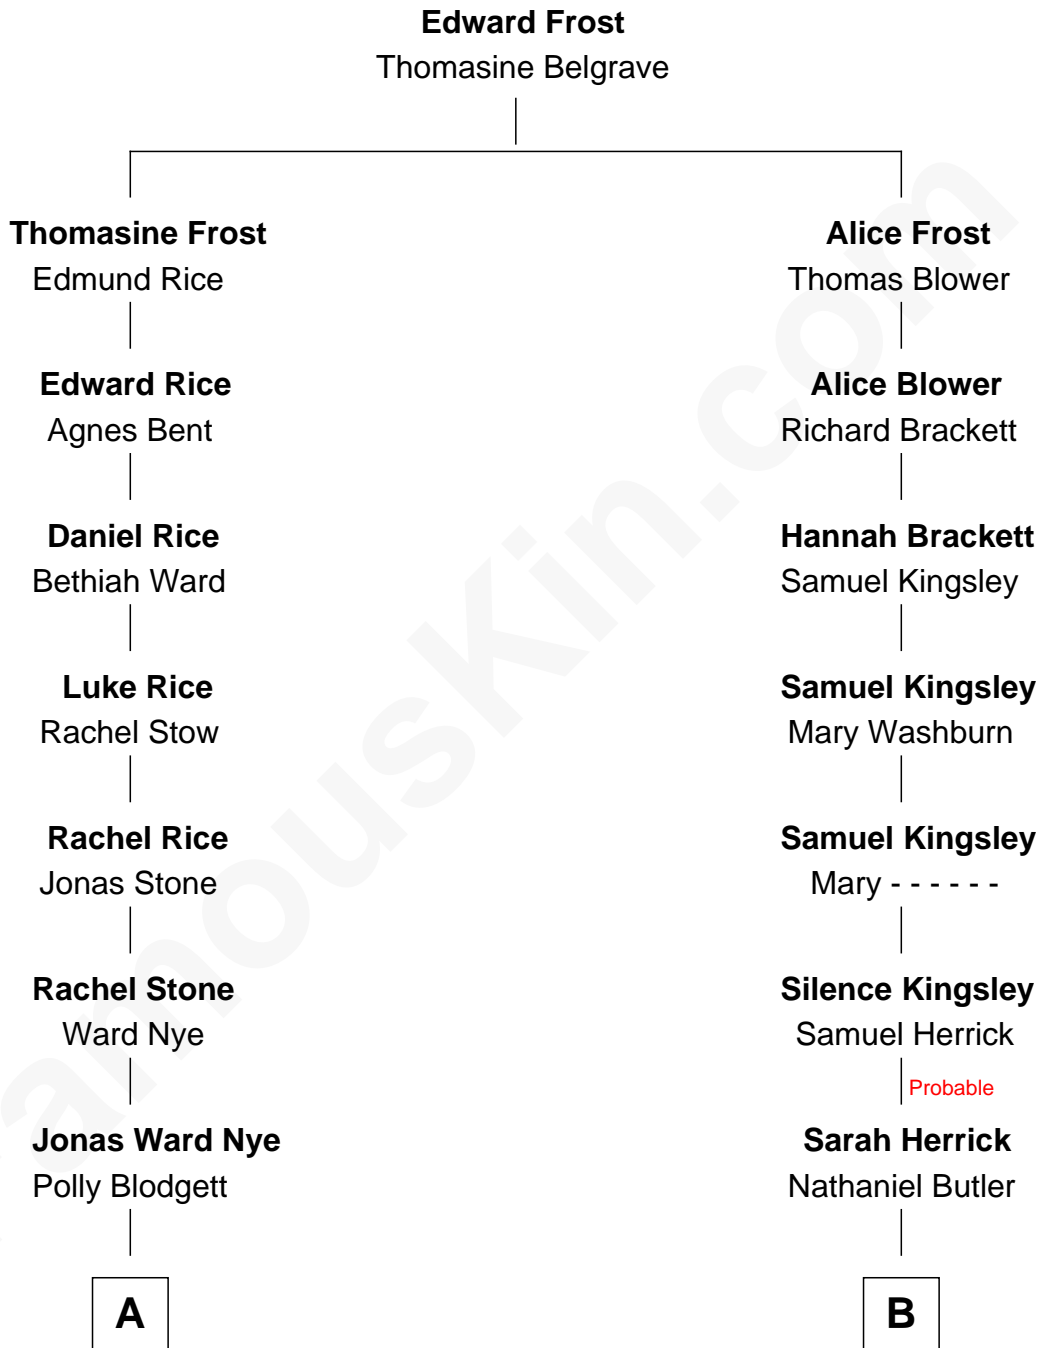 Edward Frost
Thomasine Belgrave
Thomasine Frost
Edmund Rice
Alice Frost
Thomas Blower
Edward Rice
Agnes Bent
Alice Blower
Richard Brackett
Daniel Rice
Bethiah Ward
Hannah Brackett
Samuel Kingsley
Luke Rice
Rachel Stow
Samuel Kingsley
Mary Washburn
Rachel Rice
Jonas Stone
Samuel Kingsley
Mary - - - - - -
Rachel Stone
Ward Nye
Silence Kingsley
Samuel Herrick
Probable
Jonas Ward Nye
Polly Blodgett
Sarah Herrick
Nathaniel Butler
A
B
amouskin.com